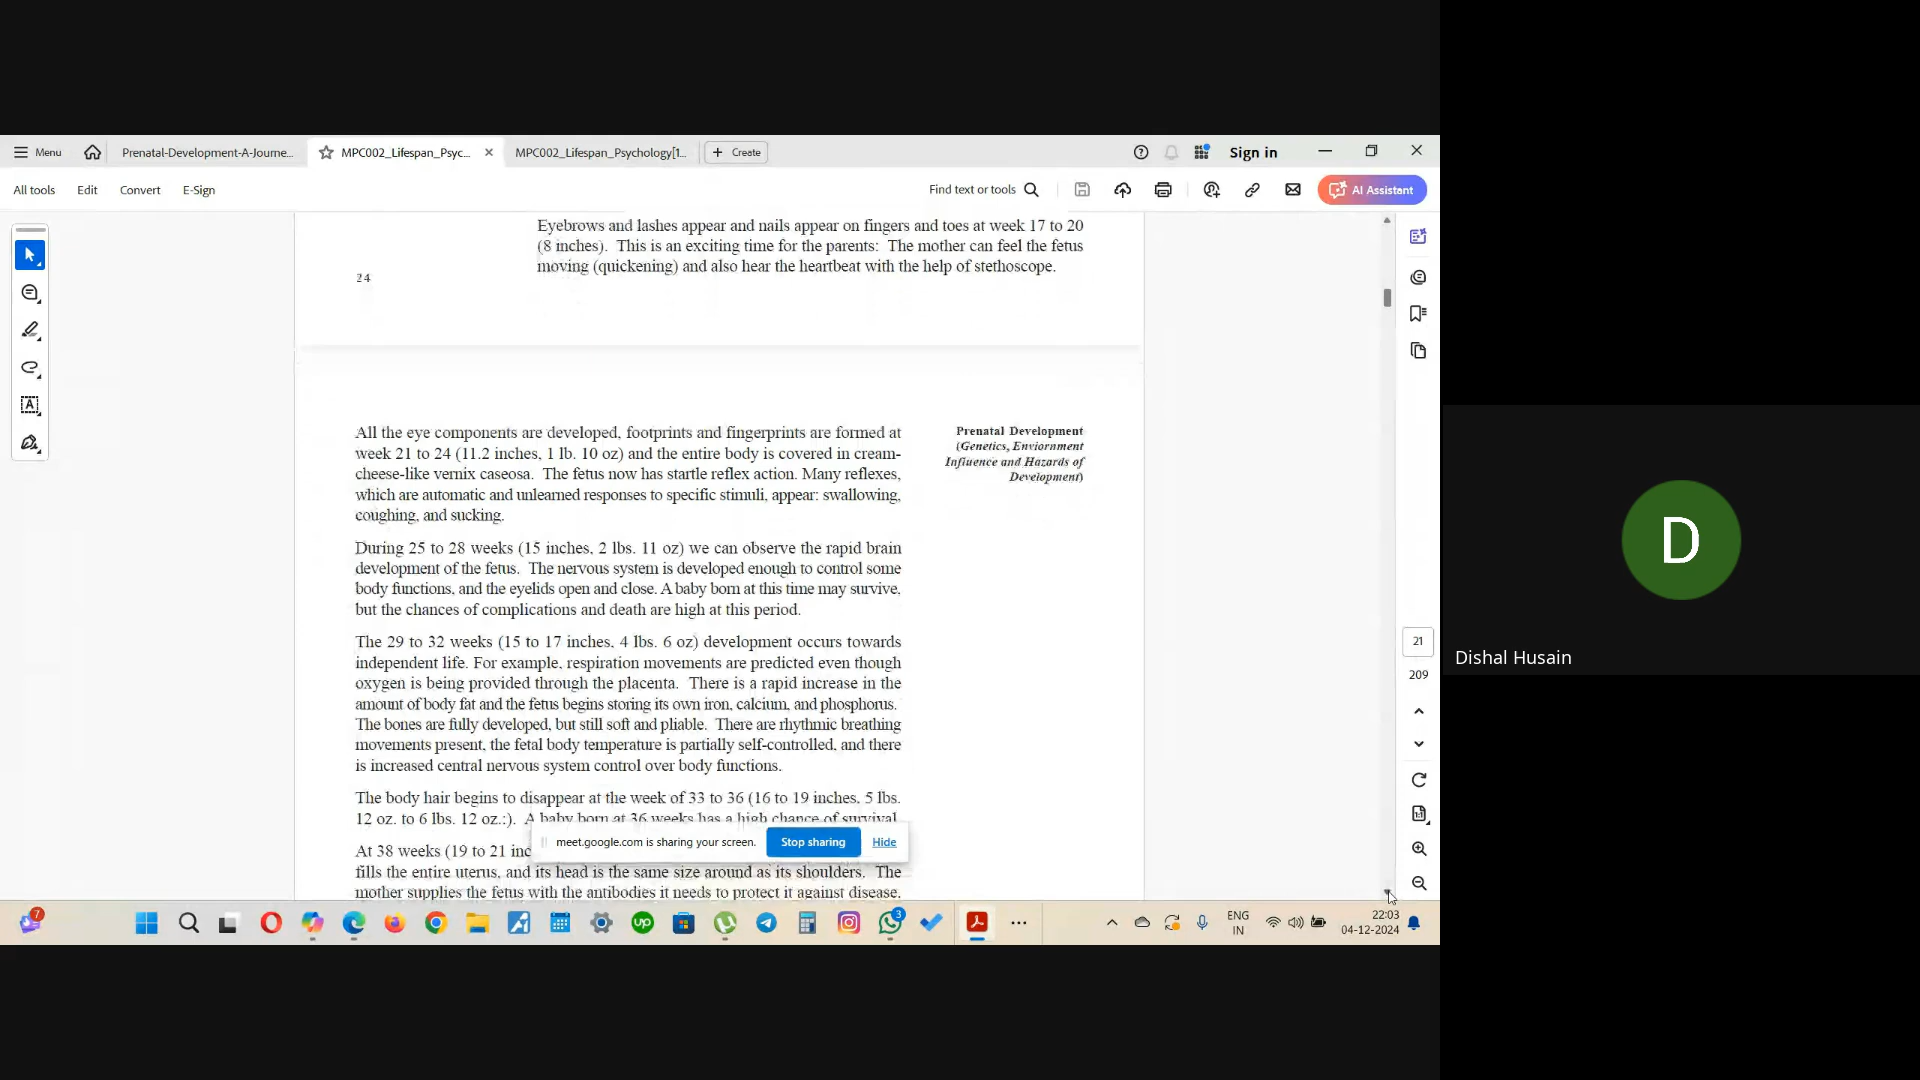 Menu
Prenatal-Development-A-Journe...
MPC002_Lifespan_Psyc...
MPC002_Lifespan_Psychology[1...
Create
Sign in
All tools
Edit
Convert
E-Sign
Find text or tools
AI Assistant
Eyebrows and lashes appear and nails appear on fingers and toes at week 17 to 20
(8 inches). This is an exciting time for the parents: The mother can feel the fetus
moving (quickening) and also hear the heartbeat with the help of stethoscope.
24
All the eye components are developed, footprints and fingerprints are formed at
week 21 to 24 (11.2 inches, 1 lb. 10 oz) and the entire body is covered in cream-
cheese-like vernix caseosa. The fetus now has startle reflex action. Many reflexes,
which are automatic and unlearned responses to specific stimuli, appear: swallowing,
coughing, and sucking.
Prenatal Development
(Genetics, Enviornment
Influence and Hazards of
Development)
During 25 to 28 weeks (15 inches, 2 lbs. 11 oz) we can observe the rapid brain
development of the fetus. The nervous system is developed enough to control some
body functions, and the eyelids open and close. A baby born at this time may survive,
but the chances of complications and death are high at this period.
The 29 to 32 weeks (15 to 17 inches, 4 lbs. 6 oz) development occurs towards
independent life. For example, respiration movements are predicted even though
oxygen is being provided through the placenta. There is a rapid increase in the
amount of body fat and the fetus begins storing its own iron, calcium, and phosphorus.
The bones are fully developed, but still soft and pliable. There are rhythmic breathing
movements present, the fetal body temperature is partially self-controlled, and there
is increased central nervous system control over body functions.
The body hair begins to disappear at the week of 33 to 36 (16 to 19 inches, 5 lbs.
12 oz. to 6 lbs. 12 oz.:). A baby born at 36 weeks has a high chance of survival.
At 38 weeks (19 to 21 inc
fills the entire uterus, and its head is the same size around as its shoulders. The
mother supplies the fetus with the antibodies it needs to protect it against disease.
meet.google.com is sharing your screen.
Stop sharing
Hide
21
209
7
up
3
ENG
IN
22:03
04-12-2024
D
Dishal Husain